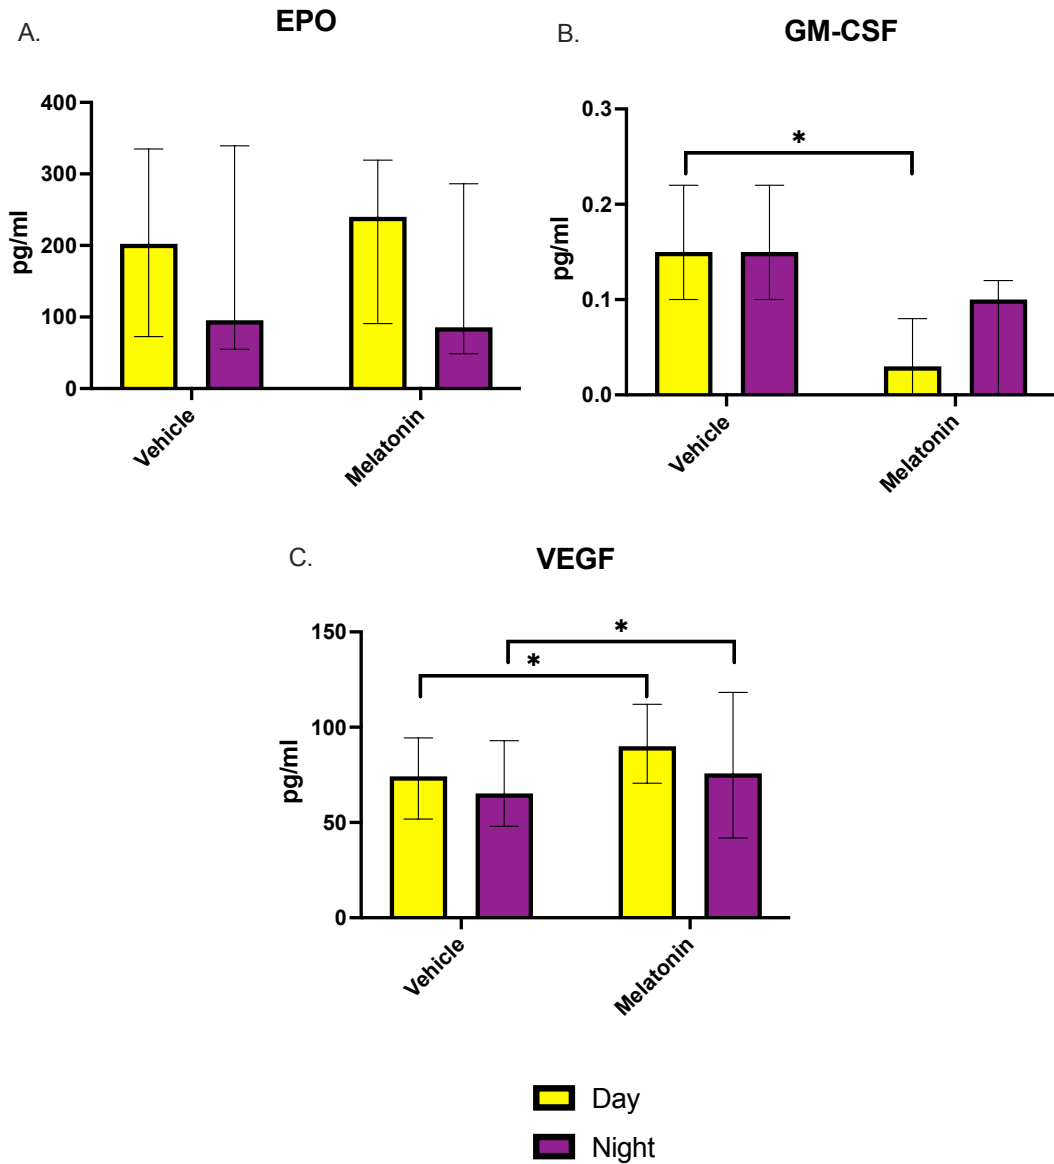 A.
EPO
pg/ml
400
300
200
100
0
Vehicle
Melatonin
B.
GM-CSF
pg/ml
0.3
0.2
0.1
0.0
*
Vehicle
Melatonin
C.
VEGF
pg/ml
150
100
50
0
*
*
Vehicle
Melatonin
Day
Night